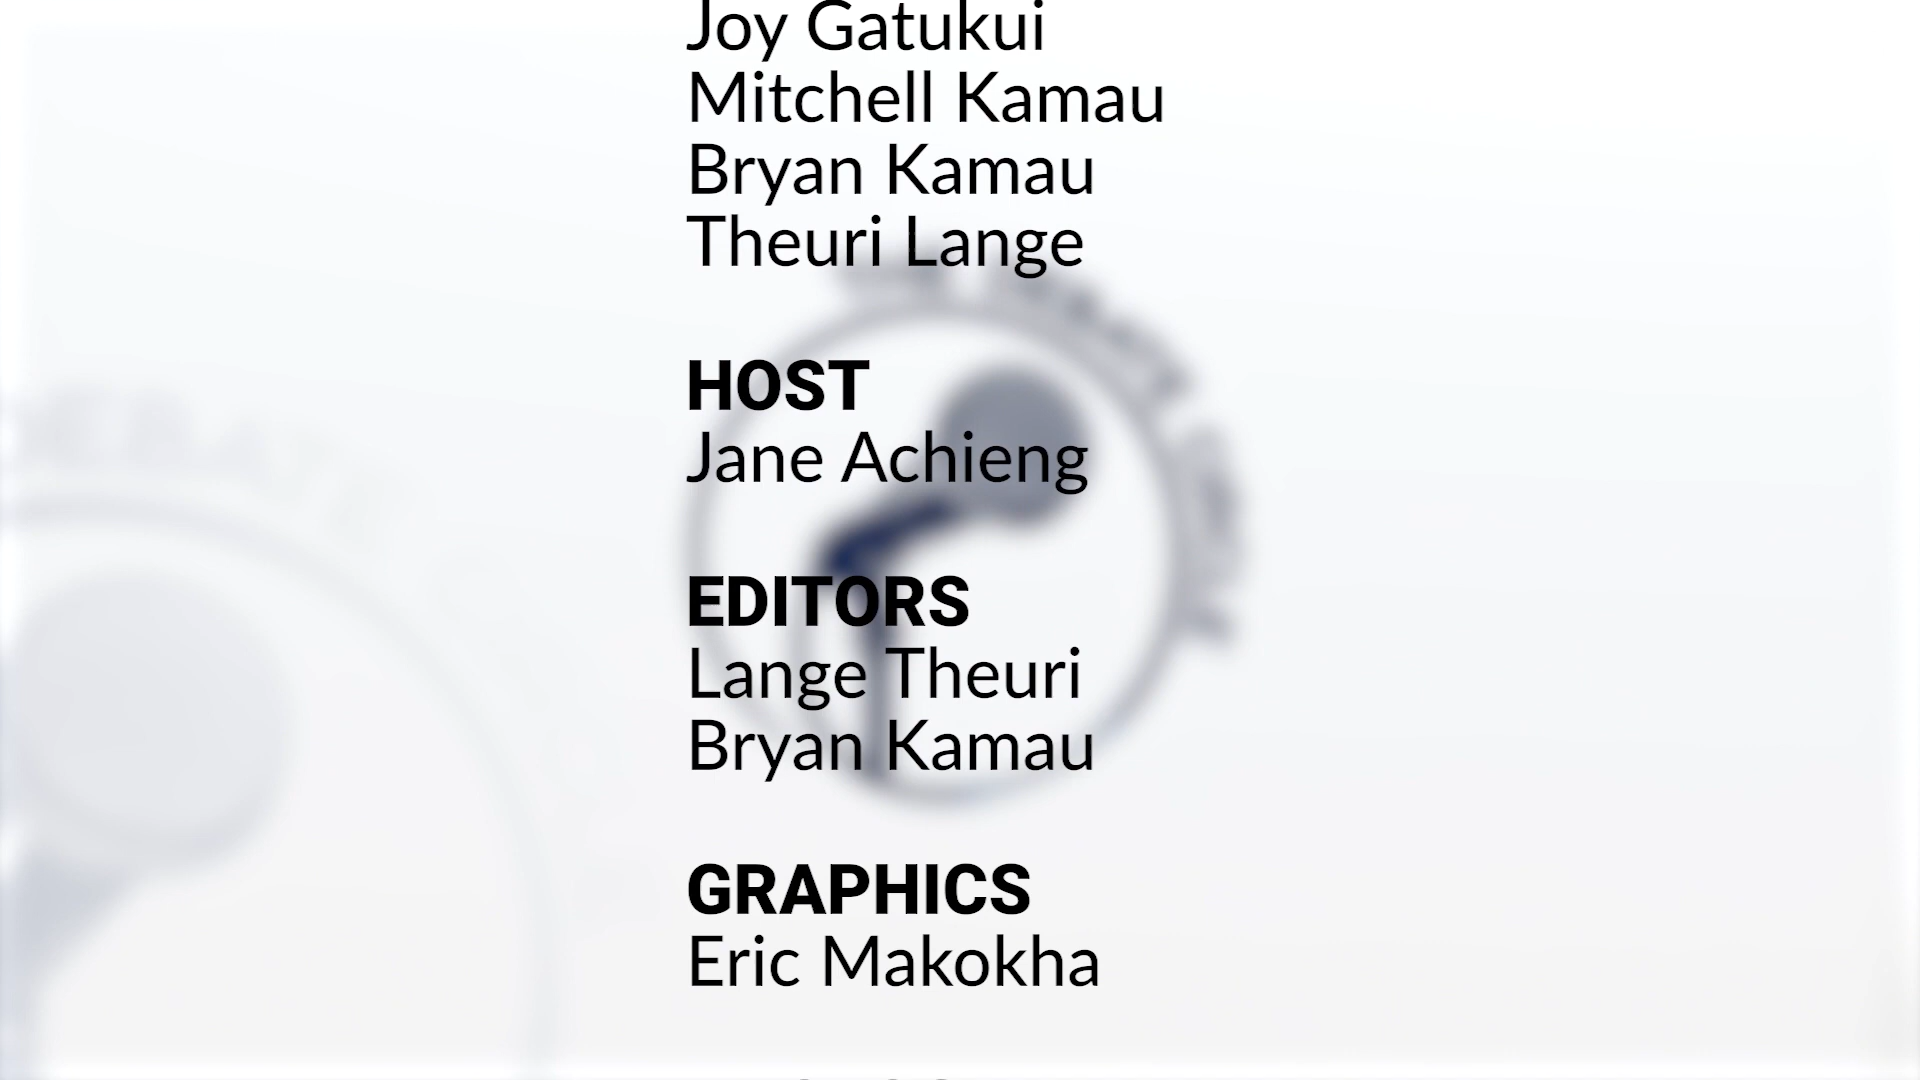 Joy Gatukui
Mitchell Kamau
Bryan Kamau
Theuri Lange
HOST
Jane Achieng
EDITORS
Lange Theuri
Bryan Kamau
GRAPHICS
Eric Makokha